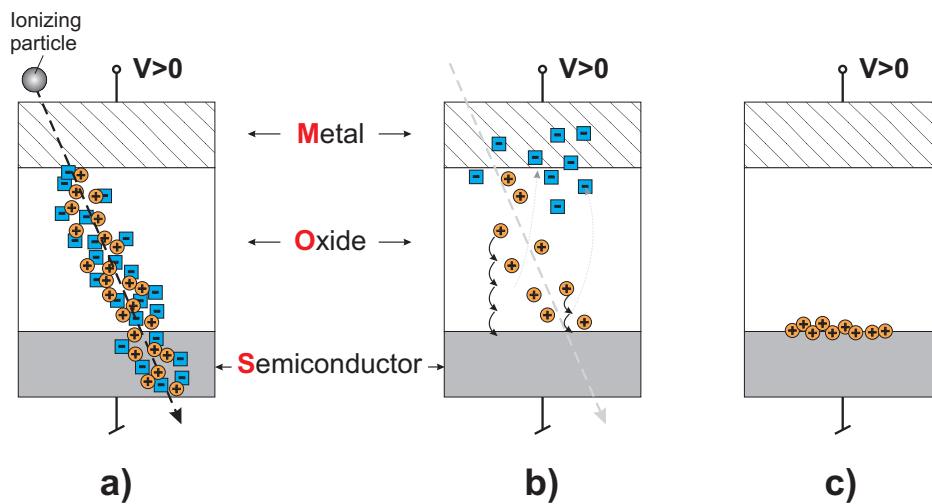 Ionizing
particle
V>0
V>0
V>0
Metal
Oxide
Semiconductor
a)
b)
c)